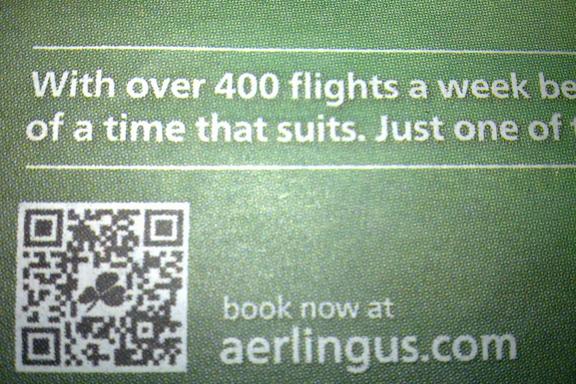 With over 400 flights a week
of a time that suits. Just one of
book now at
aerlingus.com